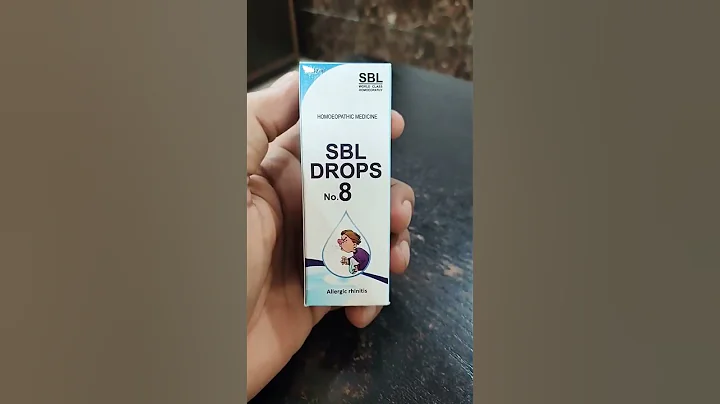 SBL
WORLD CLASS
HOMOEOPATHY
HOMOEOPATHIC MEDICINE
SBL
DROPS
No.8
Allergic rhinitis